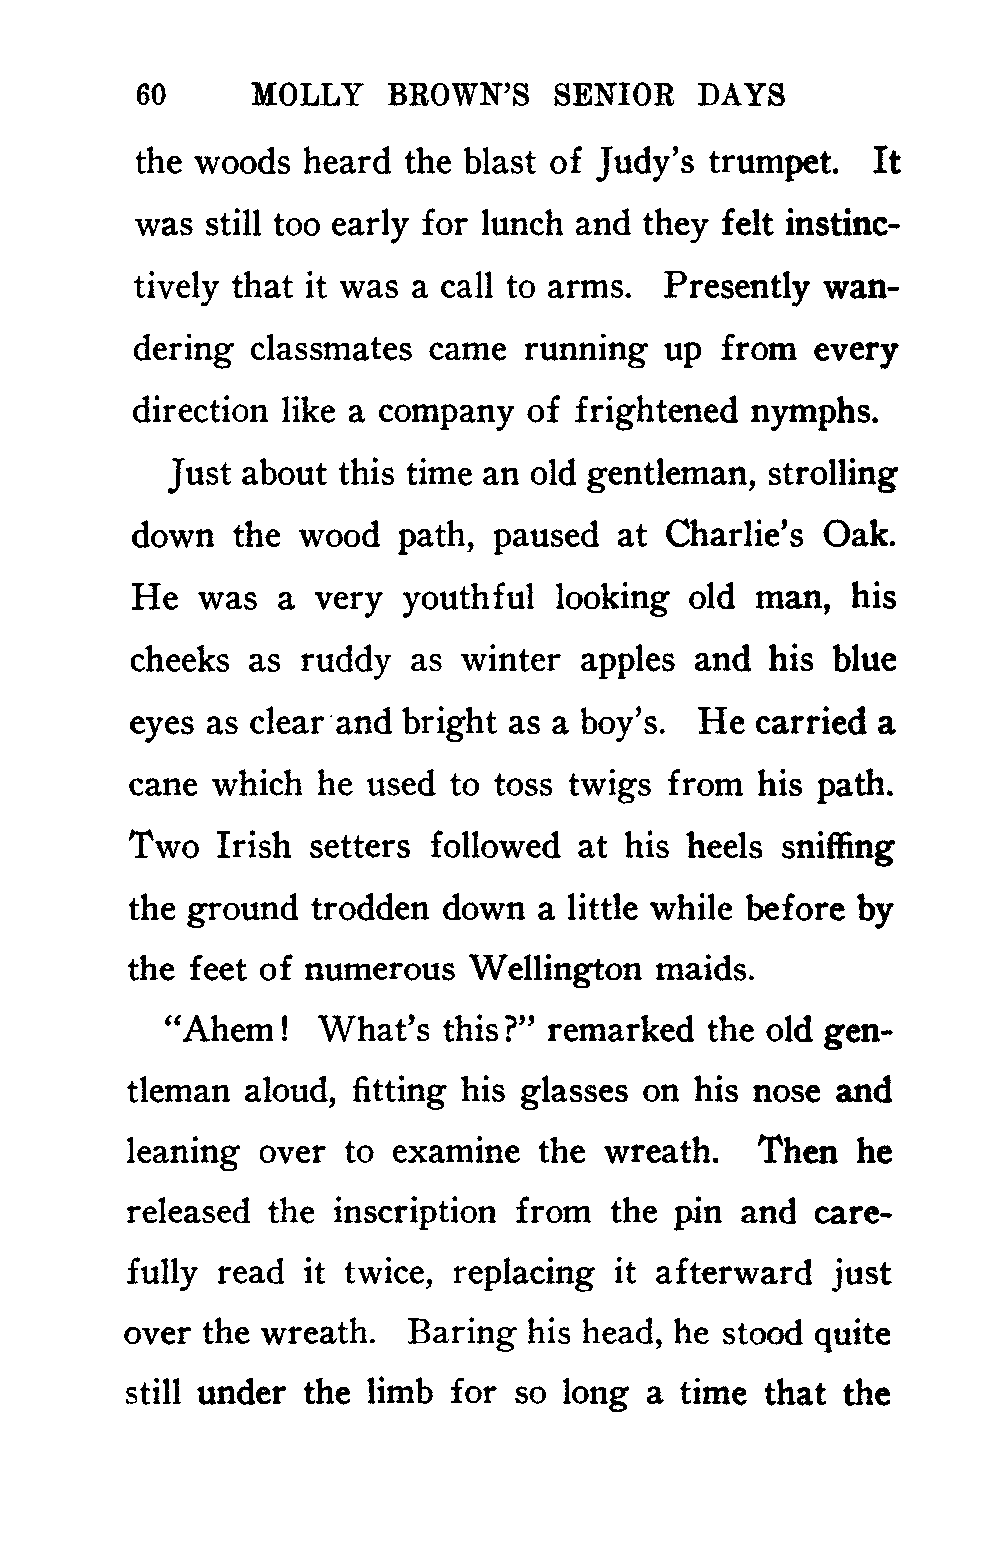 60 MOLLY BROWN'S SENIOR DAYS
the woods heard the blast of Judy's trumpet. It
was still too early for lunch and they felt instinc-
tively that it was a call to arms. Presently wan-
dering classmates came running up from every
direction like a company of frightened nymphs.
Just about this time an old gentleman, strolling
down the wood path, paused at Charlie's Oak.
He was a very youthful looking old man, his
cheeks as ruddy as winter apples and his blue
eyes as clear and bright as a boy's. He carried a
cane which he used to toss twigs from his path.
Two Irish setters followed at his heels sniffing
the ground trodden down a little while before by
the feet of numerous Wellington maids.
"Ahem! What's this?" remarked the old gen-
tleman aloud, fitting his glasses on his nose and
leaning over to examine the wreath. Then he
released the inscription from the pin and care-
fully read it twice, replacing it afterward just
over the wreath. Baring his head, he stood quite
still under the limb for so long a time that the